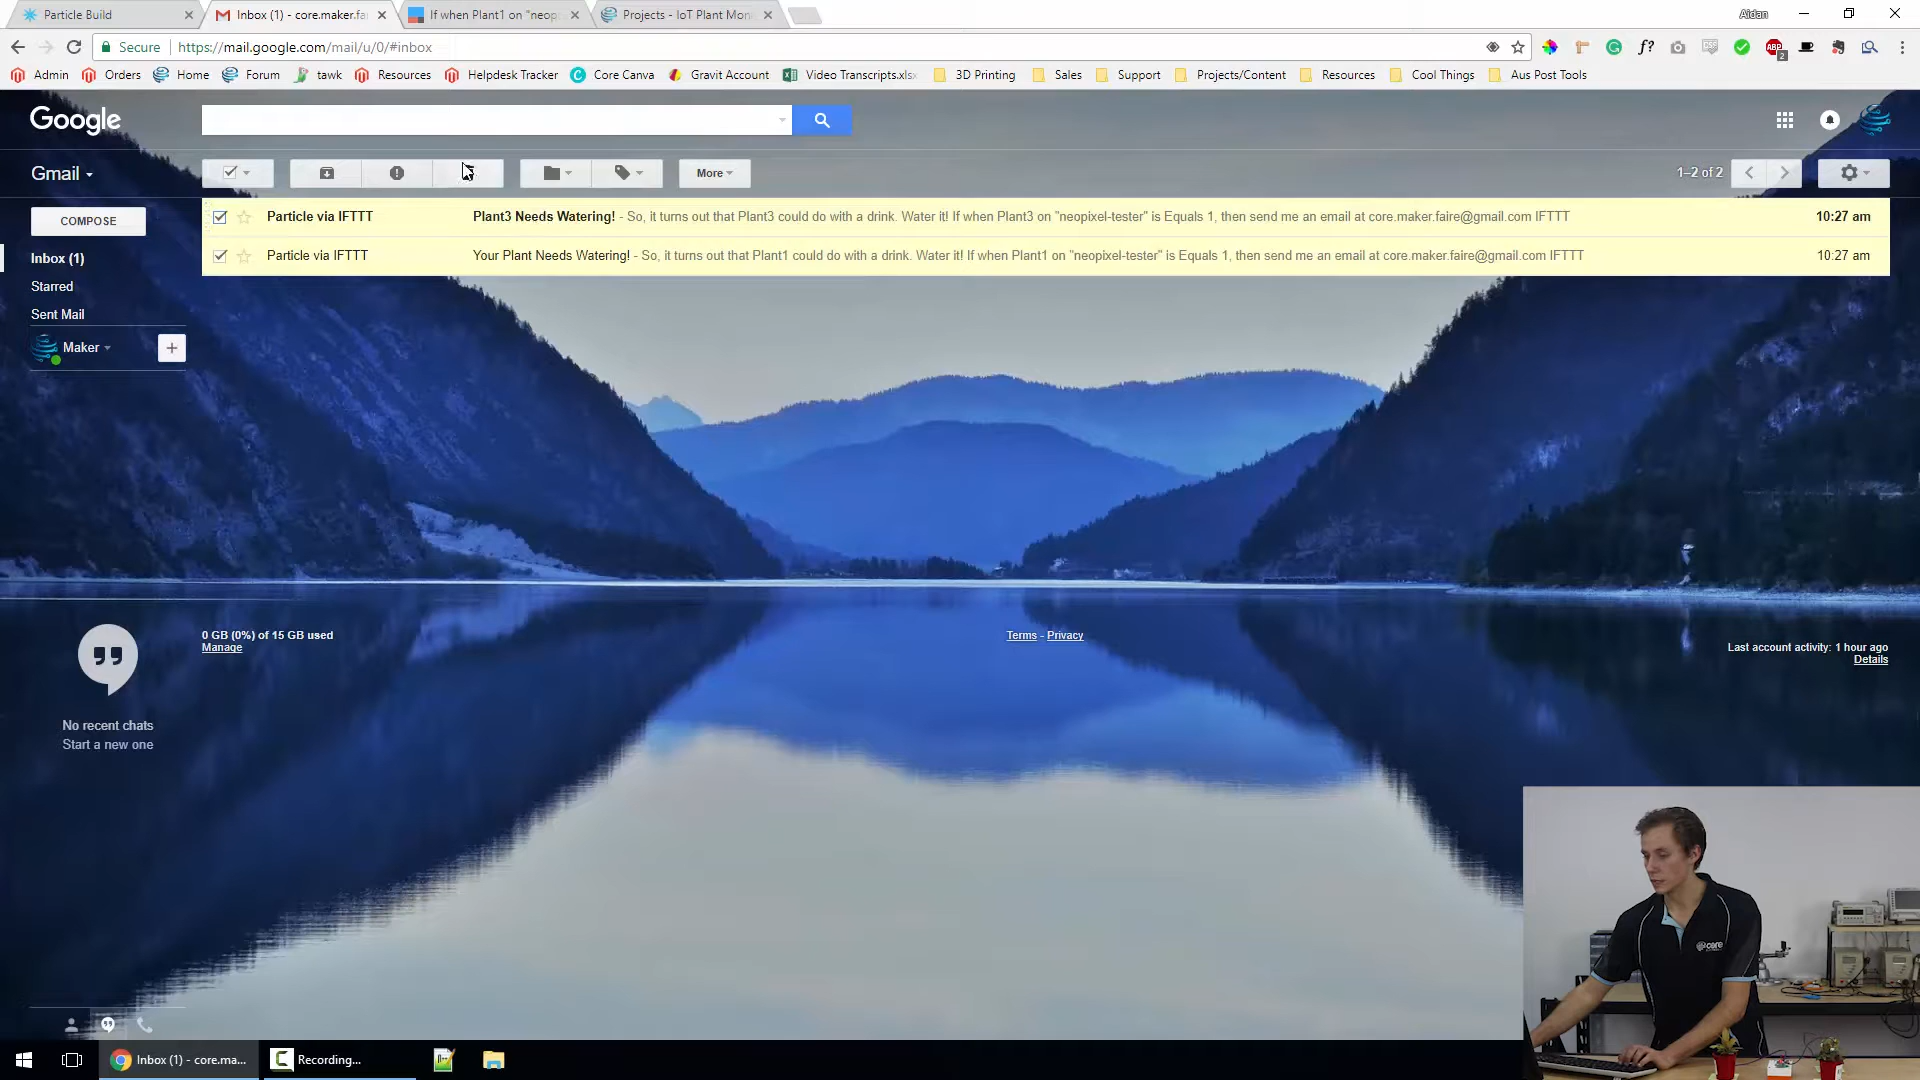 Particle Build
Inbox (1) - core.maker.fa
If when Plant1 on "neop
Projects - IoT Plant Mon
Aidan
Secure
https://mail.google.com/mail/u/0/#inbox
f?
ABP
2
Admin
Orders
Home
Forum
tawk
Resources
Helpdesk Tracker
Core Canva
Gravit Account
Video Transcripts.xlsx
3D Printing
Sales
Support
Projects/Content
Resources
Cool Things
Aus Post Tools
Google
Gmail
More
1–2 of 2
COMPOSE
Particle via IFTTT Plant3 Needs Watering! - So, it turns out that Plant3 could do with a drink. Water it! If when Plant3 on "neopixel-tester" is Equals 1, then send me an email at core.maker.faire@gmail.com IFTTT 10:27 am
Particle via IFTTT Your Plant Needs Watering! - So, it turns out that Plant1 could do with a drink. Water it! If when Plant1 on "neopixel-tester" is Equals 1, then send me an email at core.maker.faire@gmail.com IFTTT 10:27 am
Inbox (1)
Starred
Sent Mail
Maker
0 GB (0%) of 15 GB used
Manage
Terms - Privacy
Last account activity: 1 hour ago
Details
No recent chats
Start a new one
core
Inbox (1) - core.ma...
Recording...